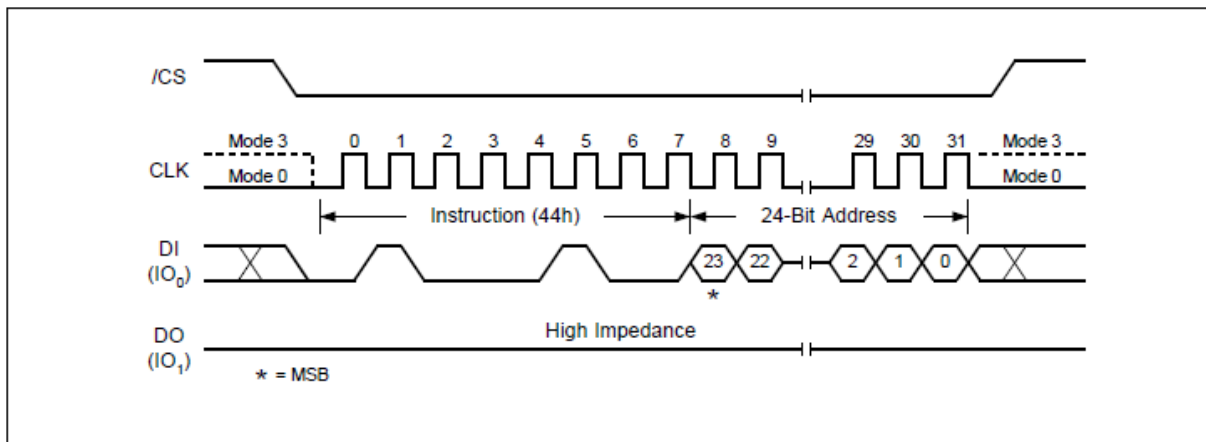 /CS
Mode 3 0 1 2 3 4 5 6 7 8 9 29 30 31 Mode 3
CLK Mode 0 Mode 0
Instruction (44h) 24-Bit Address
DI
(IO0) 23 22 2 1 0
*
High Impedance
DO
(IO1)
* = MSB